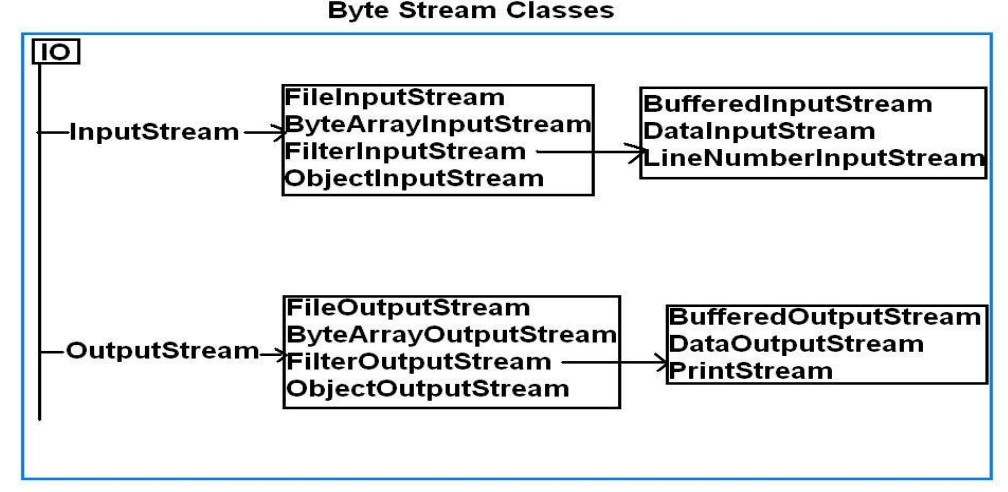 Byte Stream Classes
IO
InputStream
FileInputStream
ByteArrayInputStream
FilterInputStream
ObjectInputStream
BufferedInputStream
DataInputStream
LineNumberInputStream
OutputStream
FileOutputStream
ByteArrayOutputStream
FilterOutputStream
ObjectOutputStream
BufferedOutputStream
DataOutputStream
PrintStream